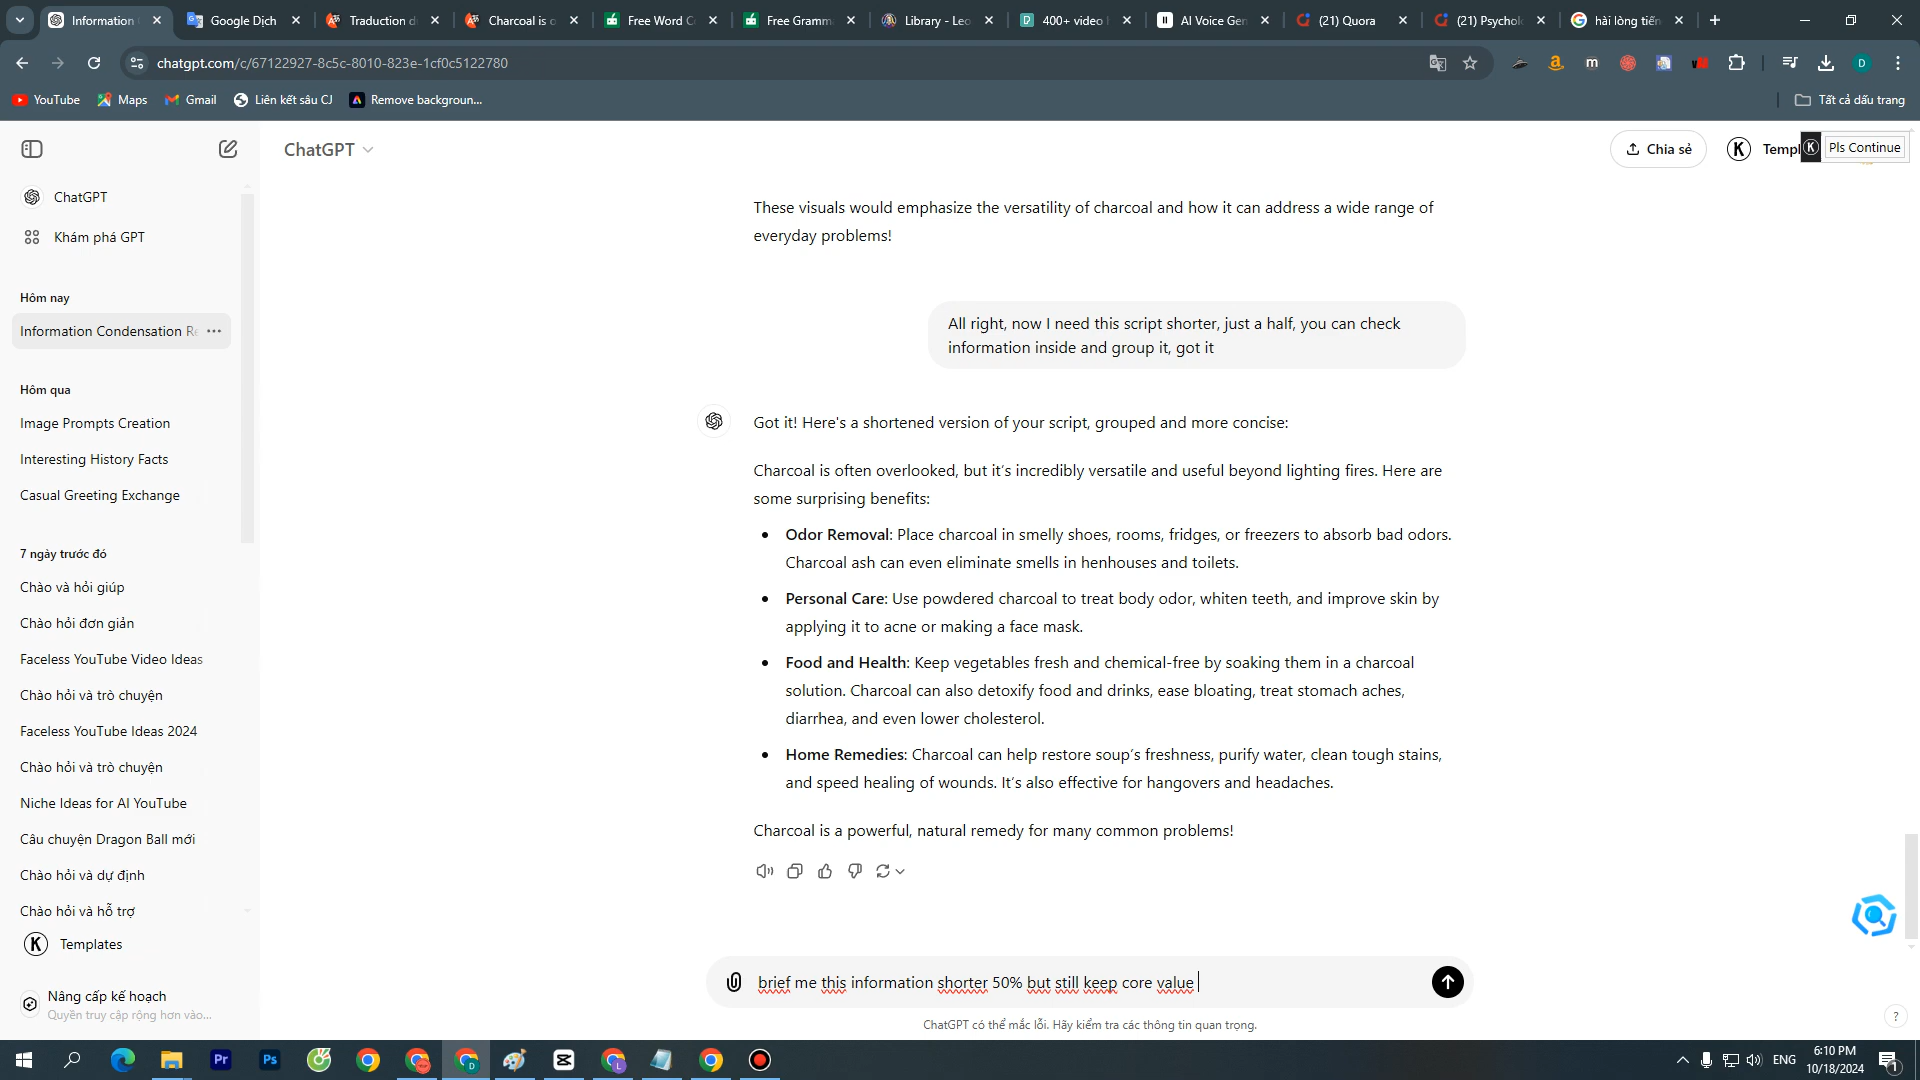 Information
Google Dịch
Traduction d
Charcoal is o
Free Word C
Free Gramm
Library - Leo
400+ video
AI Voice Gen
(21) Quora
(21) Psychol
hài lòng tiến
chatgpt.com/c/67122927-8c5c-8010-823e-1cf0c5122780
YouTube
Maps
Gmail
Liên kết sâu CJ
Remove backgroun...
Tất cả dấu trang
ChatGPT
Chia sẻ
Templ
Pls Continue
ChatGPT
Khám phá GPT
Hôm nay
Information Condensation Re
Hôm qua
Image Prompts Creation
Interesting History Facts
Casual Greeting Exchange
7 ngày trước đó
Chào và hỏi giúp
Chào hỏi đơn giản
Faceless YouTube Video Ideas
Chào hỏi và trò chuyện
Faceless YouTube Ideas 2024
Chào hỏi và trò chuyện
Niche Ideas for AI YouTube
Câu chuyện Dragon Ball mới
Chào hỏi và dự định
Chào hỏi và hỗ trợ
Templates
Nâng cấp kế hoạch
Quyền truy cập rộng hơn vào...
These visuals would emphasize the versatility of charcoal and how it can address a wide range of
everyday problems!
All right, now I need this script shorter, just a half, you can check
information inside and group it, got it
Got it! Here's a shortened version of your script, grouped and more concise:
Charcoal is often overlooked, but it's incredibly versatile and useful beyond lighting fires. Here are
some surprising benefits:
Odor Removal: Place charcoal in smelly shoes, rooms, fridges, or freezers to absorb bad odors.
Charcoal ash can even eliminate smells in henhouses and toilets.
Personal Care: Use powdered charcoal to treat body odor, whiten teeth, and improve skin by
applying it to acne or making a face mask.
Food and Health: Keep vegetables fresh and chemical-free by soaking them in a charcoal
solution. Charcoal can also detoxify food and drinks, ease bloating, treat stomach aches,
diarrhea, and even lower cholesterol.
Home Remedies: Charcoal can help restore soup's freshness, purify water, clean tough stains,
and speed healing of wounds. It's also effective for hangovers and headaches.
Charcoal is a powerful, natural remedy for many common problems!
brief me this information shorter 50% but still keep core value
ChatGPT có thể mắc lỗi. Hãy kiểm tra các thông tin quan trọng.
ENG
6:10 PM
10/18/2024